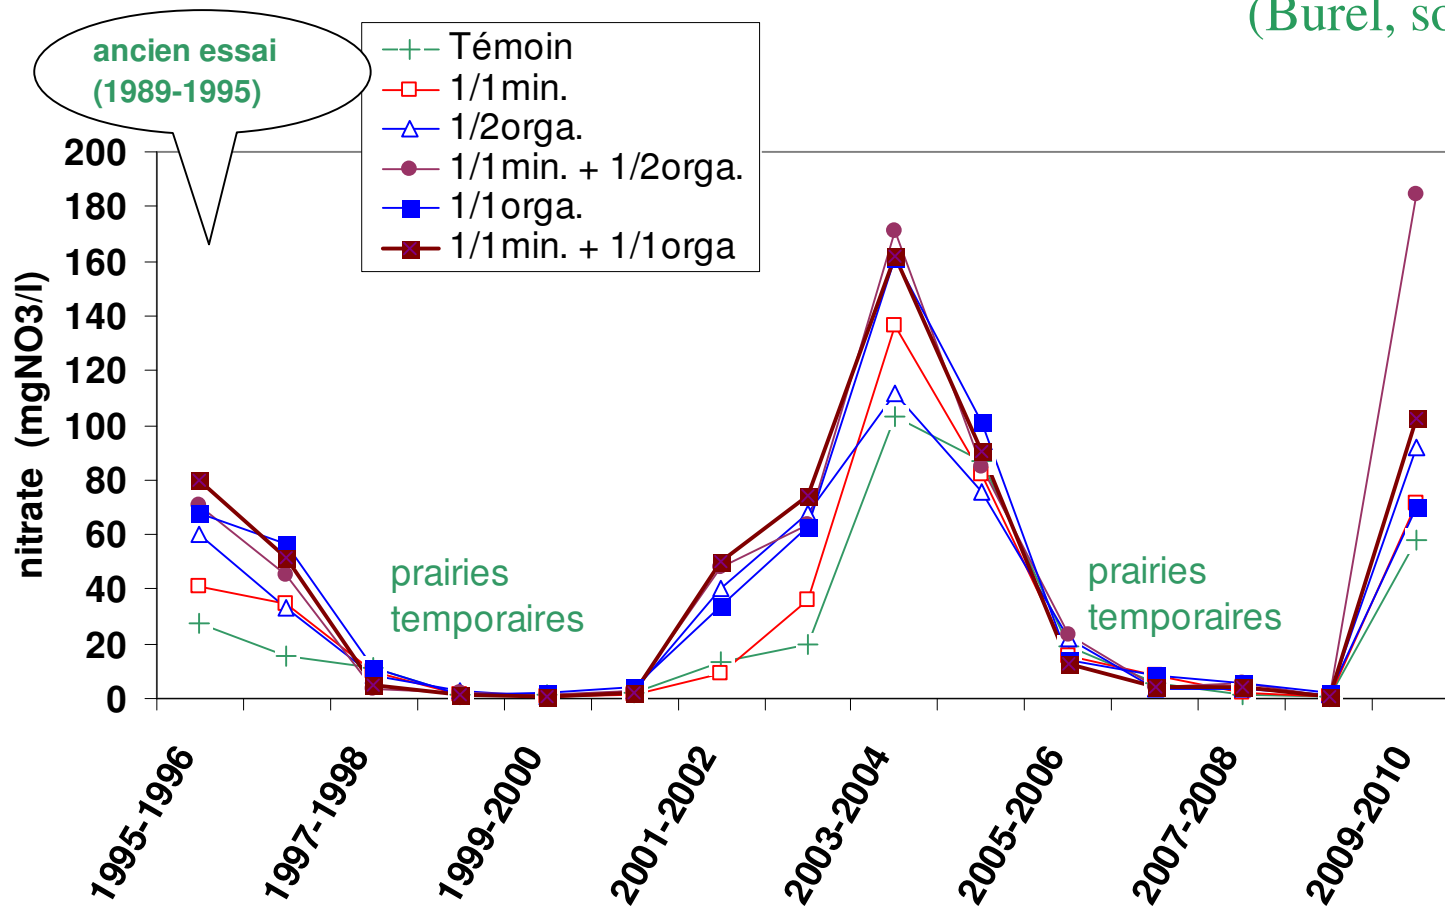 (Burel, so
ancien essai
(1989-1995)
Témoin
1/1min.
1/2orga.
1/1min. + 1/2orga.
1/1orga.
1/1min. + 1/1orga
nitrate (mgNO3/l)
200
180
160
140
120
100
80
60
40
20
0
prairies
temporaires
prairies
temporaires
1995-1996
1997-1998
1999-2000
2001-2002
2003-2004
2005-2006
2007-2008
2009-2010